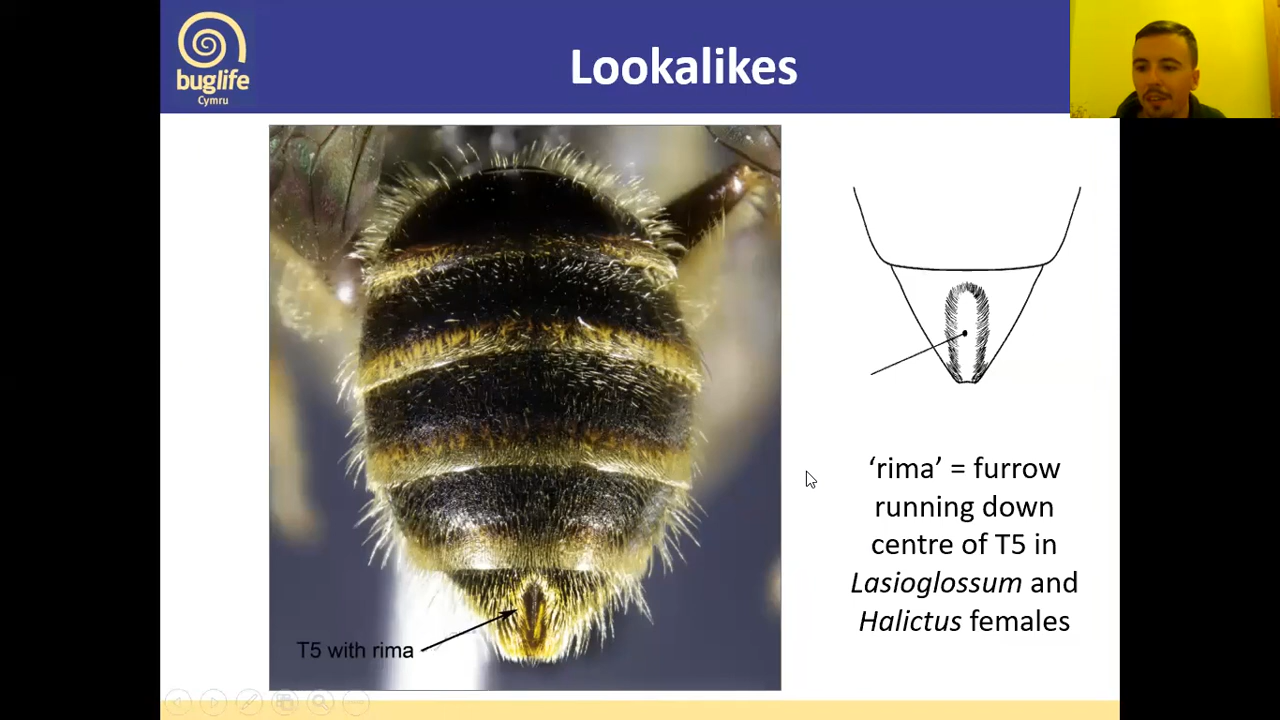 buglife
Cymru
Lookalikes
T5 with rima
‘rima’ = furrow
running down
centre of T5 in
Lasioglossum and
Halictus females